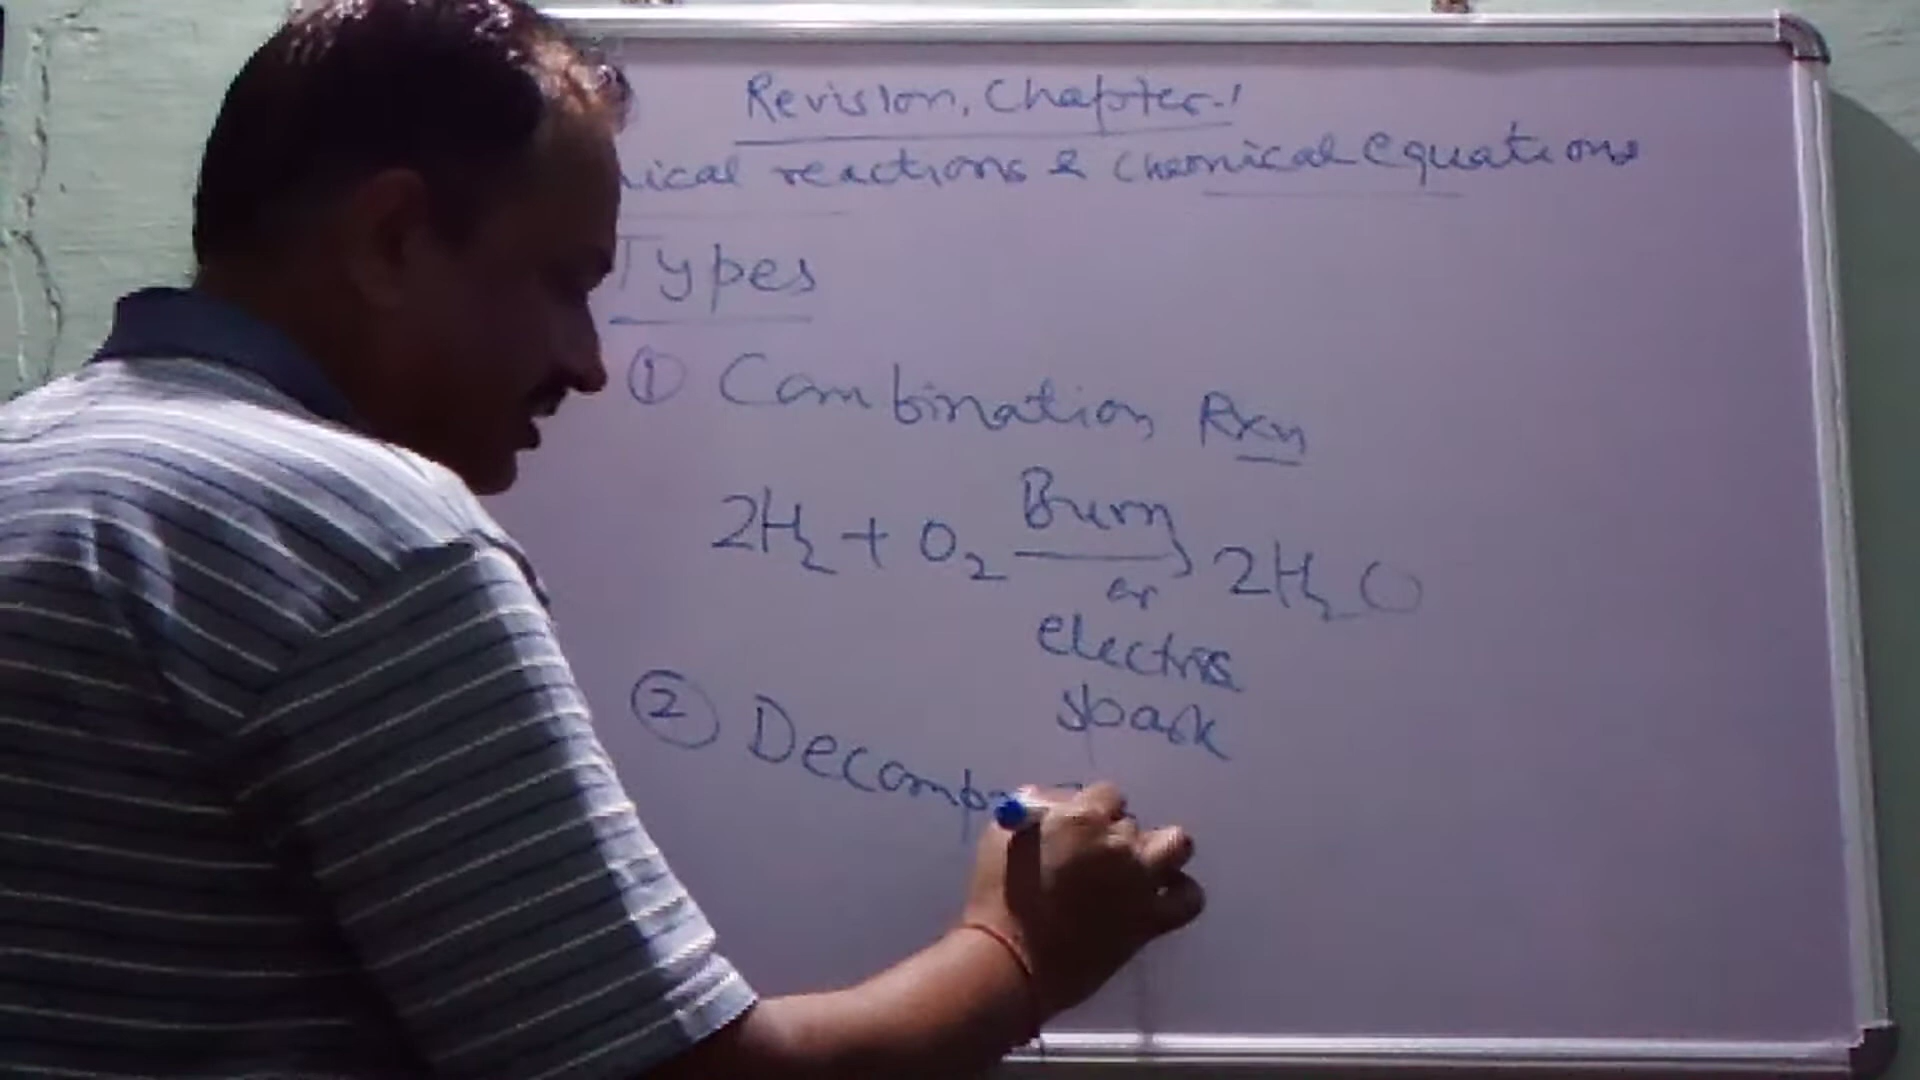 Revision, Chapter-1
ical reactions & Chemical equations
Types
① Combination Rxn
2H₂ + O₂ Burn → 2H₂O
or
electric
spark
② Decomp